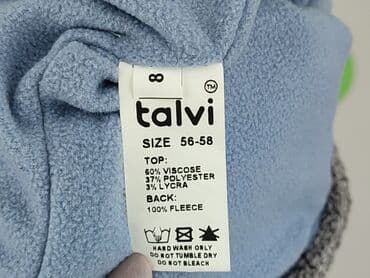 8
talvi TM
SIZE 56-58
TOP:
60% VISCOSE
37% POLYESTER
3% LYCRA
BACK:
100% FLEECE
HAND WASH ONLY
DO NOT TUMBLE DRY
DO NOT BLEACH